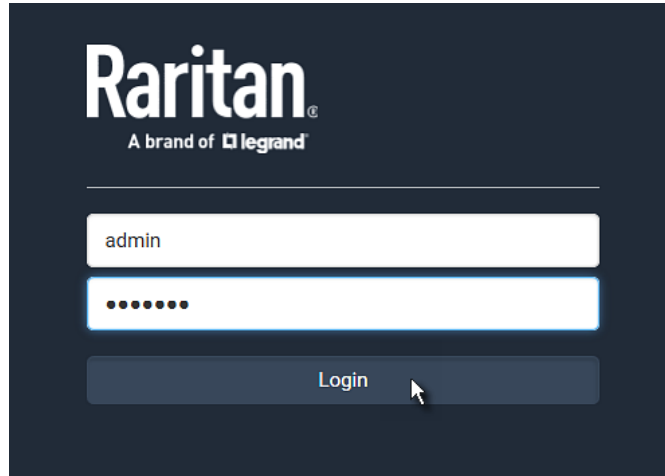 Raritan®
A brand of legrand®
admin
•••••••
Login